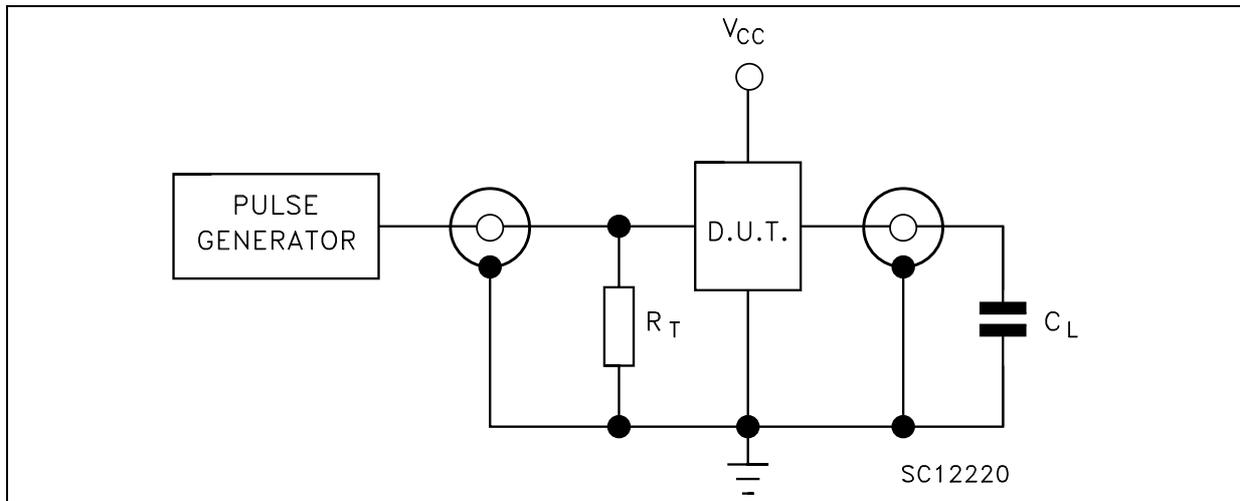 VCC
PULSE
GENERATOR
D.U.T.
RT
CL
SC12220